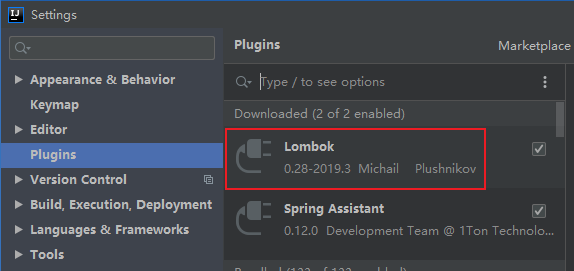 Settings
Appearance & Behavior
Keymap
Editor
Plugins
Version Control
Build, Execution, Deployment
Languages & Frameworks
Tools
Plugins
Marketplace
Type / to see options
Downloaded (2 of 2 enabled)
Lombok
0.28-2019.3 Michail Plushnikov
Spring Assistant
0.12.0 Development Team @ 1Ton Technolo...